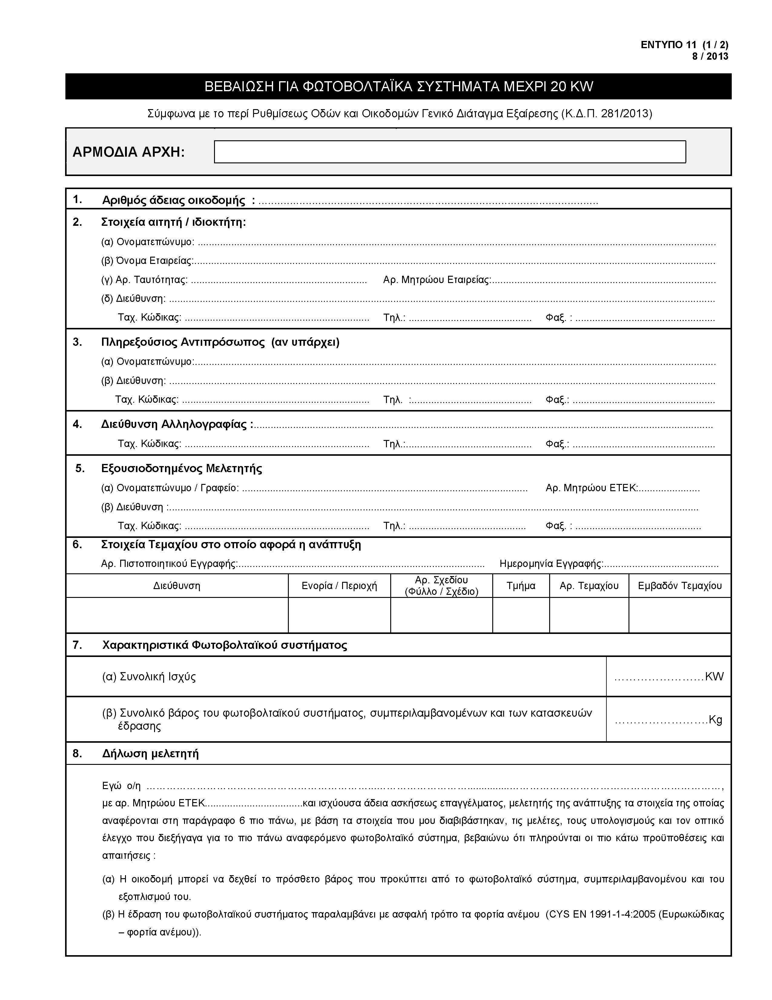 ΕΝΤΥΠΟ 11 (1 / 2)
8 / 2013
ΒΕΒΑΙΩΣΗ ΓΙΑ ΦΩΤΟΒΟΛΤΑΪΚΑ ΣΥΣΤΗΜΑΤΑ ΜΕΧΡΙ 20 KW
Σύμφωνα με το περί Ρυθμίσεως Οδών και Οικοδομών Γενικό Διάταγμα Εξαίρεσης (Κ.Δ.Π. 281/2013)
ΑΡΜΟΔΙΑ ΑΡΧΗ:
1. Αριθμός άδειας οικοδομής : ..........
2. Στοιχεία αιτητή / ιδιοκτήτη:
(α) Ονοματεπώνυμο: ..........
(β) Όνομα Εταιρείας:..........
(γ) Αρ. Ταυτότητας: .......... Αρ. Μητρώου Εταιρείας:..........
(δ) Διεύθυνση: ..........
Ταχ. Κώδικας: .......... Τηλ.: .......... Φαξ. : ..........
3. Πληρεξούσιος Αντιπρόσωπος (αν υπάρχει)
(α) Ονοματεπώνυμο:..........
(β) Διεύθυνση: ..........
Ταχ. Κώδικας: .......... Τηλ. :.......... Φαξ.: ..........
4. Διεύθυνση Αλληλογραφίας :..........
Ταχ. Κώδικας: .......... Τηλ.:.......... Φαξ.: ..........
5. Εξουσιοδοτημένος Μελετητής
(α) Ονοματεπώνυμο / Γραφείο: .......... Αρ. Μητρώου ΕΤΕΚ:..........
(β) Διεύθυνση :..........
Ταχ. Κώδικας: .......... Τηλ.: .......... Φαξ. : ..........
6. Στοιχεία Τεμαχίου στο οποίο αφορά η ανάπτυξη
Αρ. Πιστοποιητικού Εγγραφής:.......... Ημερομηνία Εγγραφής:..........
Διεύθυνση Ενορία / Περιοχή Αρ. Σχεδίου (Φύλλο / Σχέδιο) Τμήμα Αρ. Τεμαχίου Εμβαδόν Τεμαχίου
7. Χαρακτηριστικά Φωτοβολταϊκού συστήματος
(α) Συνολική Ισχύς ..........KW
(β) Συνολικό βάρος του φωτοβολταϊκού συστήματος, συμπεριλαμβανομένων και των κατασκευών
έδρασης ..........Kg
8. Δήλωση μελετητή
Εγώ ο/η ..........,
με αρ. Μητρώου ΕΤΕΚ..........και ισχύουσα άδεια ασκήσεως επαγγέλματος, μελετητής της ανάπτυξης τα στοιχεία της οποίας
αναφέρονται στη παράγραφο 6 πιο πάνω, με βάση τα στοιχεία που μου διαβιβάστηκαν, τις μελέτες, τους υπολογισμούς και τον οπτικό
έλεγχο που διεξήγαγα για το πιο πάνω αναφερόμενο φωτοβολταϊκό σύστημα, βεβαιώνω ότι πληρούνται οι πιο κάτω προϋποθέσεις και
απαιτήσεις :
(α) Η οικοδομή μπορεί να δεχθεί το πρόσθετο βάρος που προκύπτει από το φωτοβολταϊκό σύστημα, συμπεριλαμβανομένου και του
εξοπλισμού του.
(β) Η έδραση του φωτοβολταϊκού συστήματος παραλαμβάνει με ασφαλή τρόπο τα φορτία ανέμου (CYS EN 1991-1-4:2005 (Ευρωκώδικας
– φορτία ανέμου)).